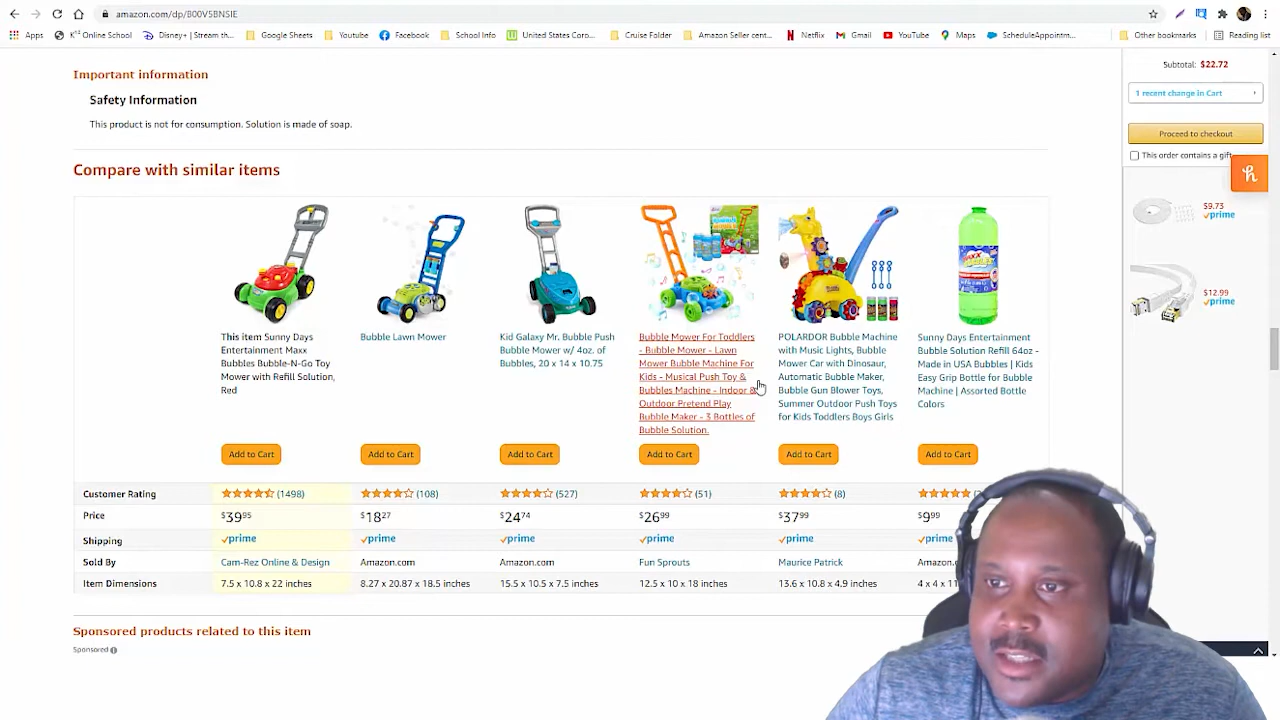 amazon.com/dp/B00V5BNSIE
Apps
K¹² Online School
Disney+ | Stream th...
Google Sheets
Youtube
Facebook
School Info
United States Coro...
Cruise Folder
Amazon Seller cent...
Netflix
Gmail
YouTube
Maps
ScheduleAppointm...
Other bookmarks
Reading list
Important information
Safety Information
This product is not for consumption. Solution is made of soap.
Subtotal: $22.72
1 recent change in Cart
Proceed to checkout
This order contains a gift
h
$9.73
prime
$12.99
prime
Compare with similar items
This item Sunny Days
Entertainment Maxx
Bubbles Bubble-N-Go Toy
Mower with Refill Solution,
Red
Bubble Lawn Mower
Kid Galaxy Mr. Bubble Push
Bubble Mower w/ 4oz. of
Bubbles, 20 x 14 x 10.75
Bubble Mower For Toddlers
- Bubble Mower - Lawn
Mower Bubble Machine For
Kids - Musical Push Toy &
Bubbles Machine - Indoor &
Outdoor Pretend Play
Bubble Maker - 3 Bottles of
Bubble Solution.
POLARDOR Bubble Machine
with Music Lights, Bubble
Mower Car with Dinosaur,
Automatic Bubble Maker,
Bubble Gun Blower Toys,
Summer Outdoor Push Toys
for Kids Toddlers Boys Girls
Sunny Days Entertainment
Bubble Solution Refill 64oz -
Made in USA Bubbles | Kids
Easy Grip Bottle for Bubble
Machine | Assorted Bottle
Colors
Add to Cart Add to Cart Add to Cart Add to Cart Add to Cart Add to Cart
Customer Rating (1498) (108) (527) (51) (8)
Price $39.95 $18.27 $24.74 $26.99 $37.99 $9.99
Shipping prime prime prime prime prime prime
Sold By Cam-Rez Online & Design Amazon.com Amazon.com Fun Sprouts Maurice Patrick Amazon.c
Item Dimensions 7.5 x 10.8 x 22 inches 8.27 x 20.87 x 18.5 inches 15.5 x 10.5 x 7.5 inches 12.5 x 10 x 18 inches 13.6 x 10.8 x 4.9 inches 4 x 4 x 11
Sponsored products related to this item
Sponsored